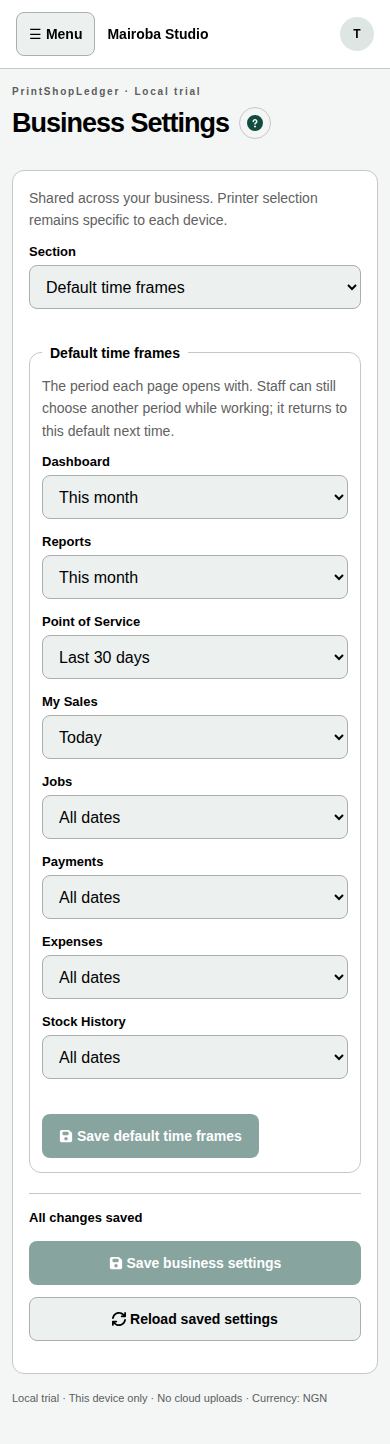 ☰ Menu
Mairoba Studio
T
PrintShopLedger · Local trial
Business Settings
?
Shared across your business. Printer selection
remains specific to each device.
Section
Default time frames
Default time frames
The period each page opens with. Staff can still
choose another period while working; it returns to
this default next time.
Dashboard
This month
Reports
This month
Point of Service
Last 30 days
My Sales
Today
Jobs
All dates
Payments
All dates
Expenses
All dates
Stock History
All dates
Save default time frames
All changes saved
Save business settings
Reload saved settings
Local trial · This device only · No cloud uploads · Currency: NGN